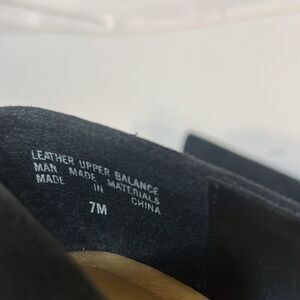 LEATHER UPPER BALANCE
MAN MADE MATERIALS
MADE IN CHINA
7M